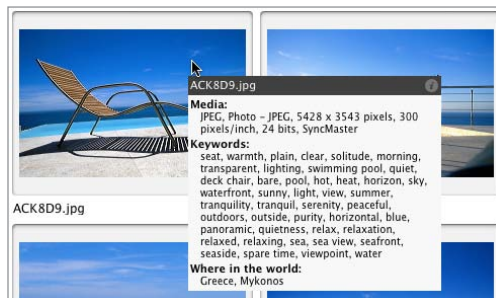 ACK8D9.jpg
Media:
JPEG, Photo - JPEG, 5428 x 3543 pixels, 300
pixels/inch, 24 bits, SyncMaster
Keywords:
seat, warmth, plain, clear, solitude, morning,
transparent, lighting, swimming pool, quiet,
deck chair, bare, pool, hot, heat, horizon, sky,
waterfront, sunny, light, view, summer,
tranquility, tranquil, serenity, peaceful,
outdoors, outside, purity, horizontal, blue,
panoramic, quietness, relax, relaxation,
relaxed, relaxing, sea, sea view, seafront,
seaside, spare time, viewpoint, water
Where in the world:
Greece, Mykonos
ACK8D9.jpg